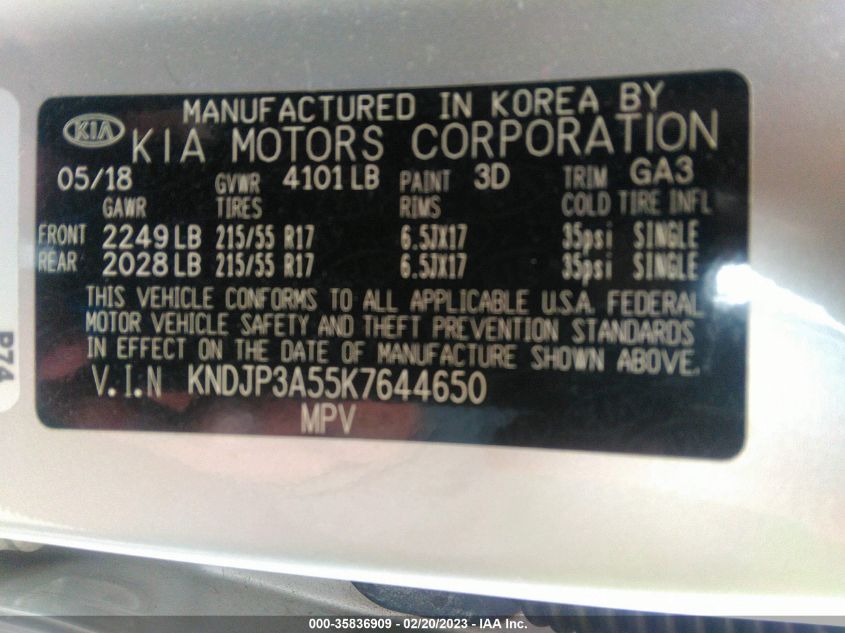 MANUFACTURED IN KOREA BY
KIA KIA MOTORS CORPORATION
05/18 GVWR 4101 LB PAINT 3D TRIM GA3
GAWR TIRES RIMS COLD TIRE INFL
FRONT 2249 LB 215/55 R17 6.5JX17 35psi SINGLE
REAR 2028 LB 215/55 R17 6.5JX17 35psi SINGLE
THIS VEHICLE CONFORMS TO ALL APPLICABLE U.S.A. FEDERAL
MOTOR VEHICLE SAFETY AND THEFT PREVENTION STANDARDS
IN EFFECT ON THE DATE OF MANUFACTURE SHOWN ABOVE.
V.I.N KNDJP3A55K7644650
MPV
P74
000-35836909 - 02/20/2023 - IAA Inc.